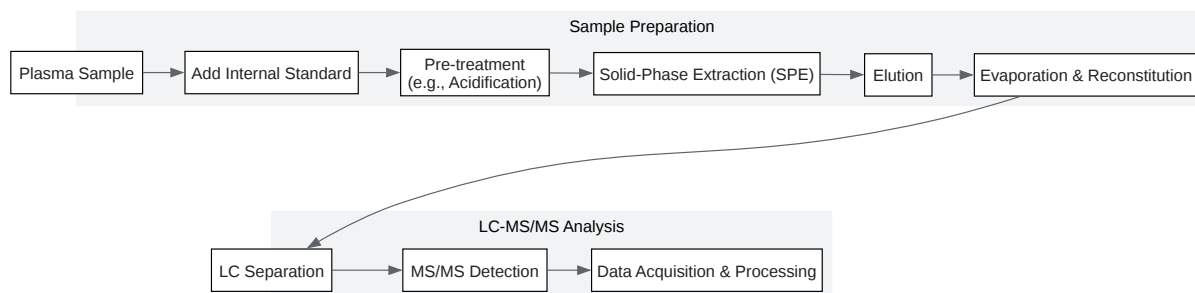 Sample Preparation
Plasma Sample
Add Internal Standard
Pre-treatment
(e.g., Acidification)
Solid-Phase Extraction (SPE)
Elution
Evaporation & Reconstitution
LC-MS/MS Analysis
LC Separation
MS/MS Detection
Data Acquisition & Processing